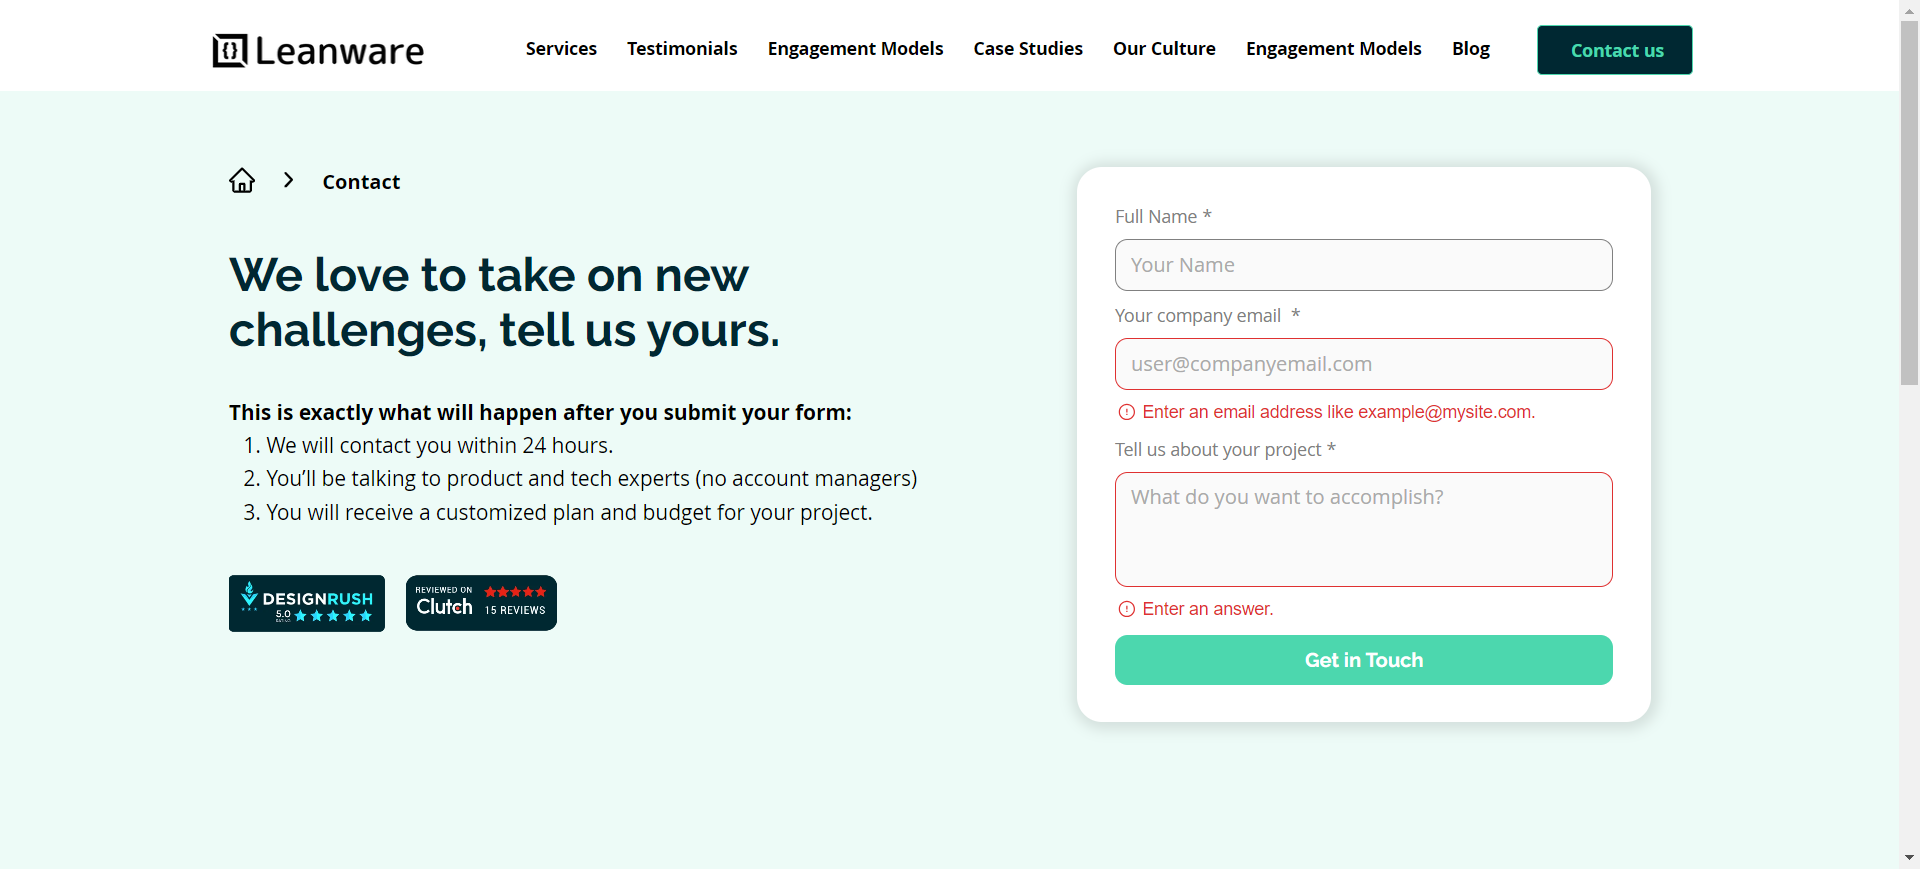 Leanware
Services Testimonials Engagement Models Case Studies Our Culture Engagement Models Blog Contact us
Contact
We love to take on new
challenges, tell us yours.
This is exactly what will happen after you submit your form:
1. We will contact you within 24 hours.
2. You’ll be talking to product and tech experts (no account managers)
3. You will receive a customized plan and budget for your project.
DESIGNRUSH
5.0
RATING
REVIEWED ON
Clutch
15 REVIEWS
Full Name *
Your Name
Your company email *
user@companyemail.com
Enter an email address like example@mysite.com.
Tell us about your project *
What do you want to accomplish?
Enter an answer.
Get in Touch